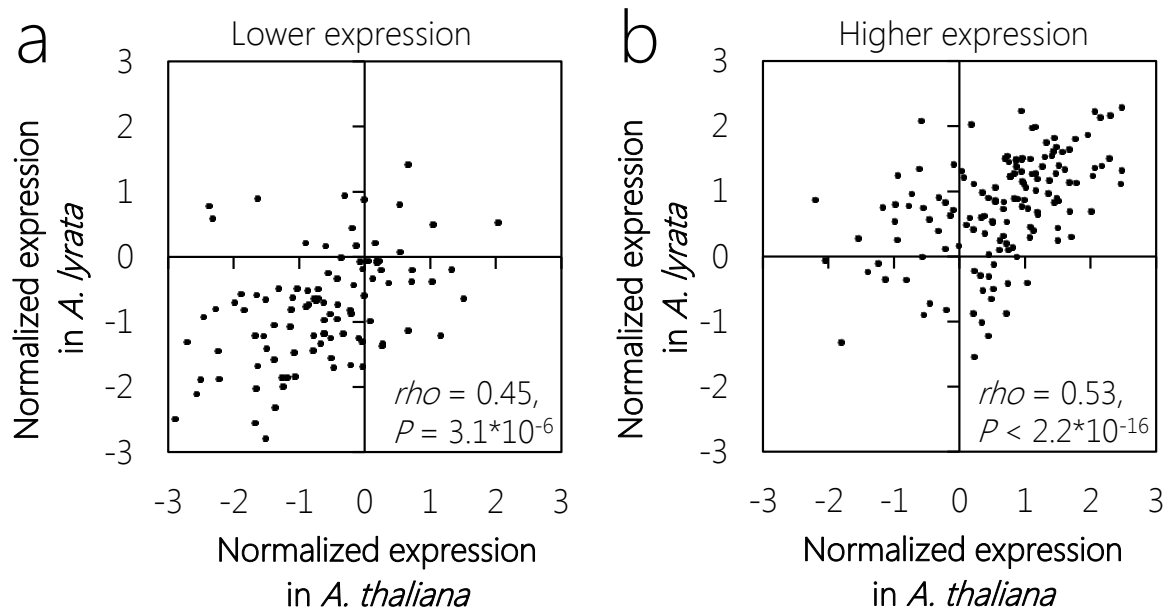 a
Lower expression
3
2
1
0
-1
-2
-3
Normalized expression
in A. lyrata
rho = 0.45,
P = 3.1*10-6
-3 -2 -1 0 1 2 3
Normalized expression
in A. thaliana
b
Higher expression
3
2
1
0
-1
-2
-3
Normalized expression
in A. lyrata
rho = 0.53,
P < 2.2*10-16
-3 -2 -1 0 1 2 3
Normalized expression
in A. thaliana